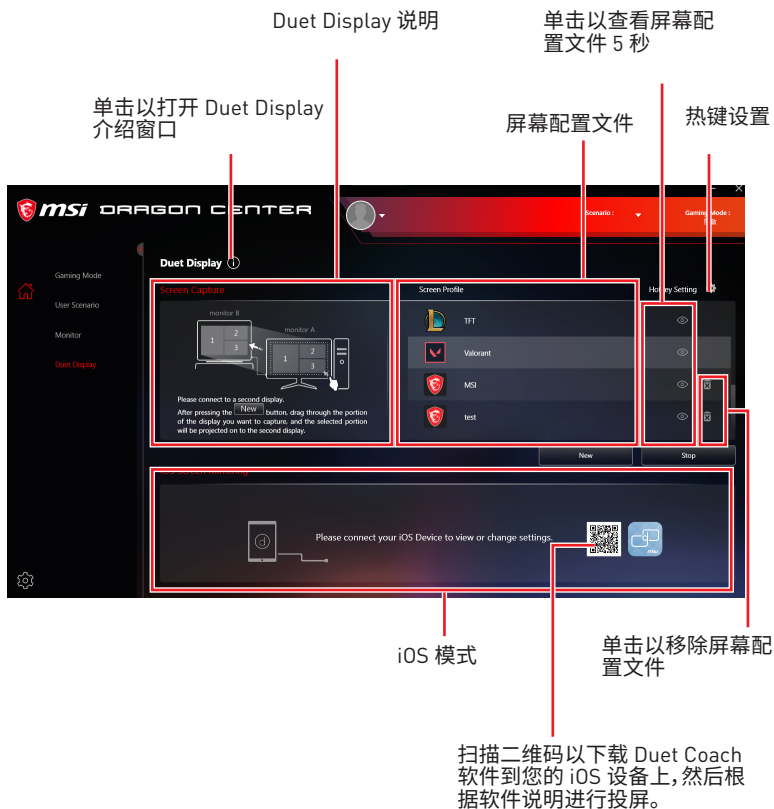 Duet Display 说明
单击以查看屏幕配
置文件 5 秒
单击以打开 Duet Display
介绍窗口
屏幕配置文件
热键设置
msi DRAGON CENTER
Scenario :
Gaming Mode :
Duet Display i
Gaming Mode
User Scenario
Monitor
Duet Display
Screen Capture
monitor B
monitor A
1
2
3
1
2
3
Please connect to a second display.
After pressing the New button, drag through the portion
of the display you want to capture, and the selected portion
will be projected on to the second display.
Screen Profile
Hotkey Setting
TFT
Valorant
MSI
test
New
Stop
iOS Screen Mirroring
d
Please connect your iOS Device to view or change settings.
iOS 模式
单击以移除屏幕配
置文件
扫描二维码以下载 Duet Coach
软件到您的 iOS 设备上,然后根
据软件说明进行投屏。